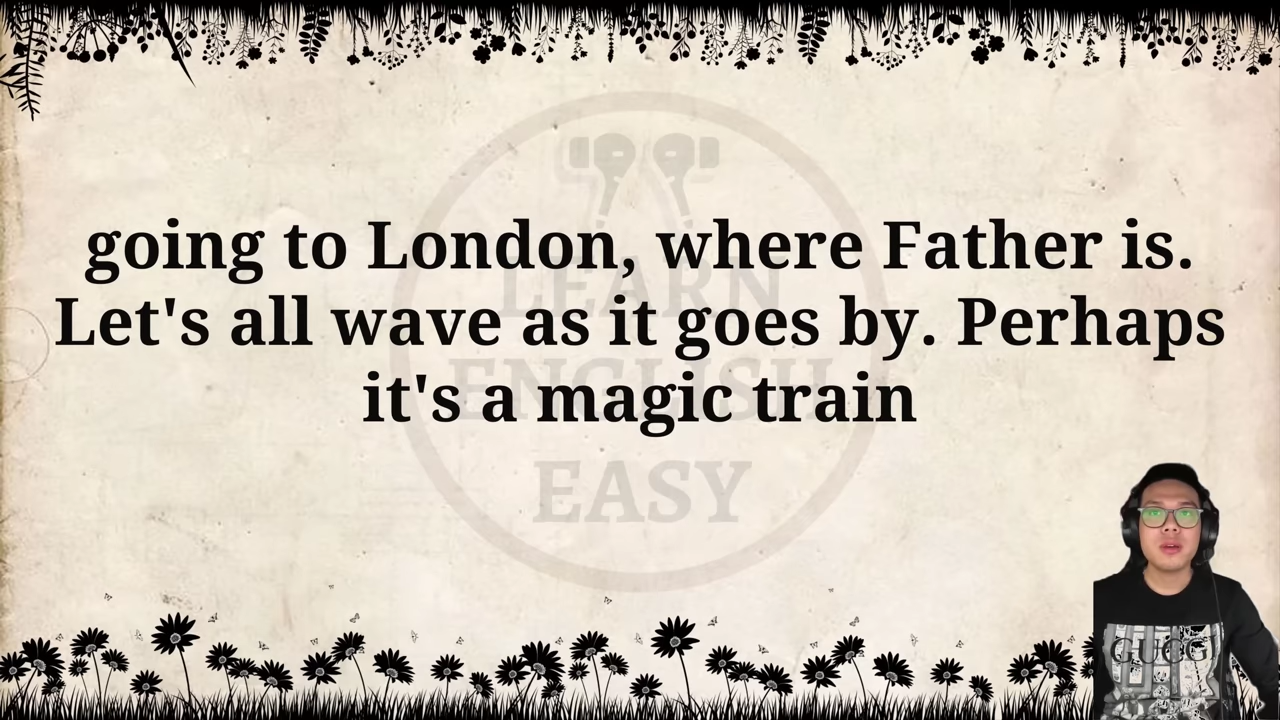 going to London, where Father is.
Let's all wave as it goes by. Perhaps
it's a magic train
LEARN
ENGLISH
EASY
GUCCI